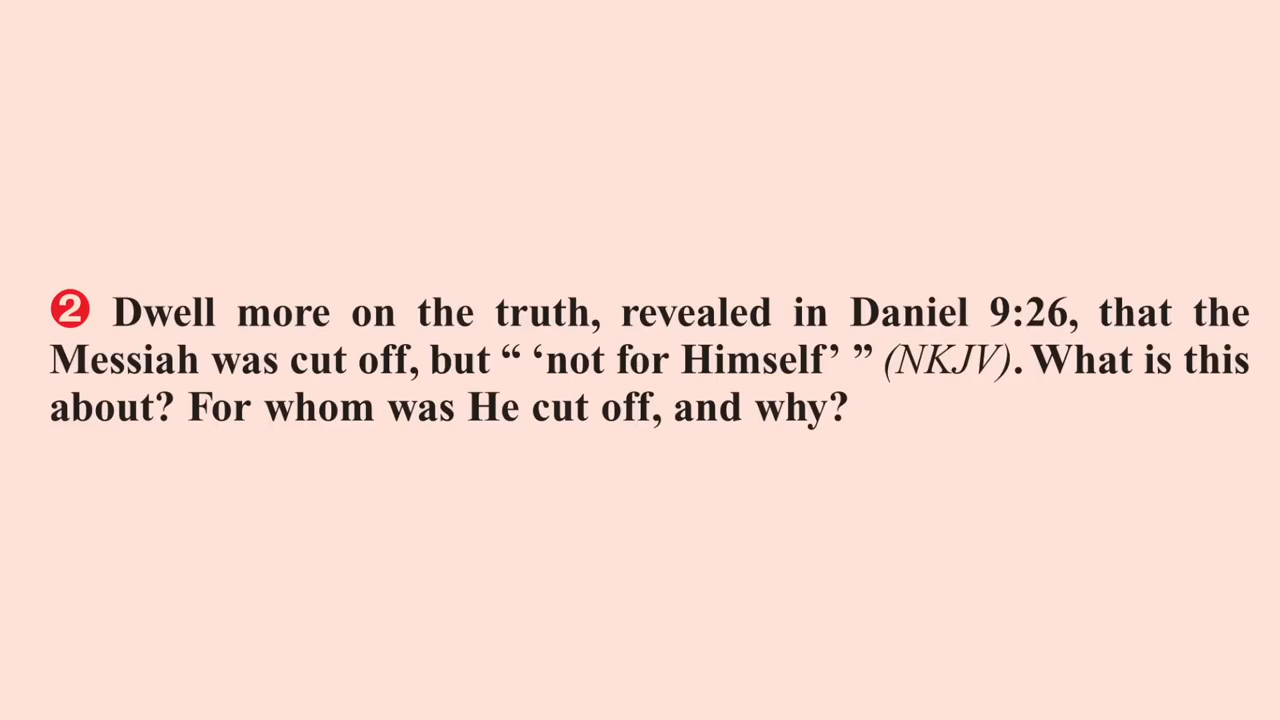 ❷ Dwell more on the truth, revealed in Daniel 9:26, that the
Messiah was cut off, but “ ‘not for Himself’ ” (NKJV). What is this
about? For whom was He cut off, and why?